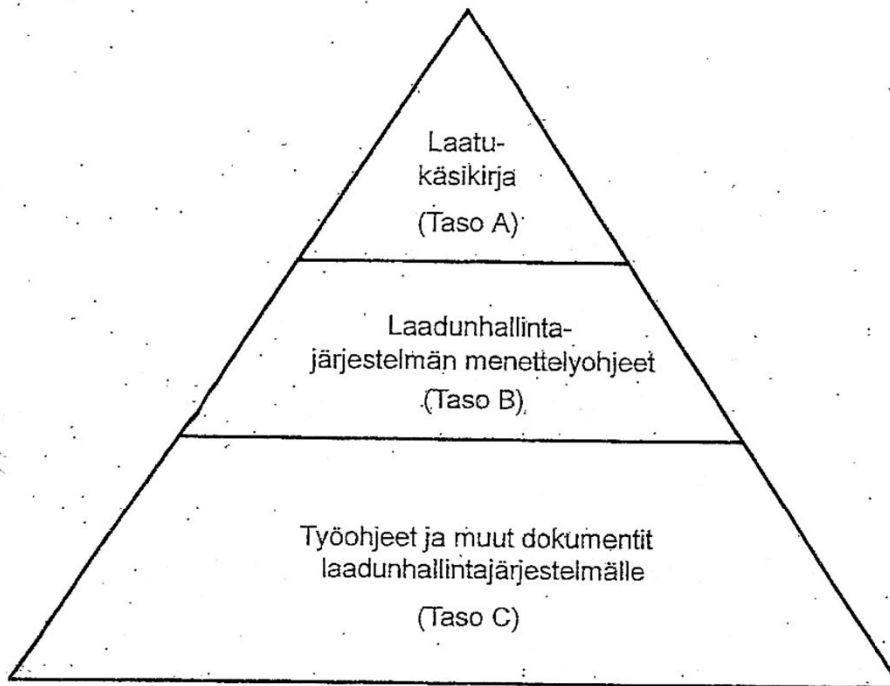 Laatu-
käsikirja
(Taso A)
Laadunhallinta-
järjestelmän menettelyohjeet
(Taso B)
Työohjeet ja muut dokumentit
laadunhallintajärjestelmälle
(Taso C)